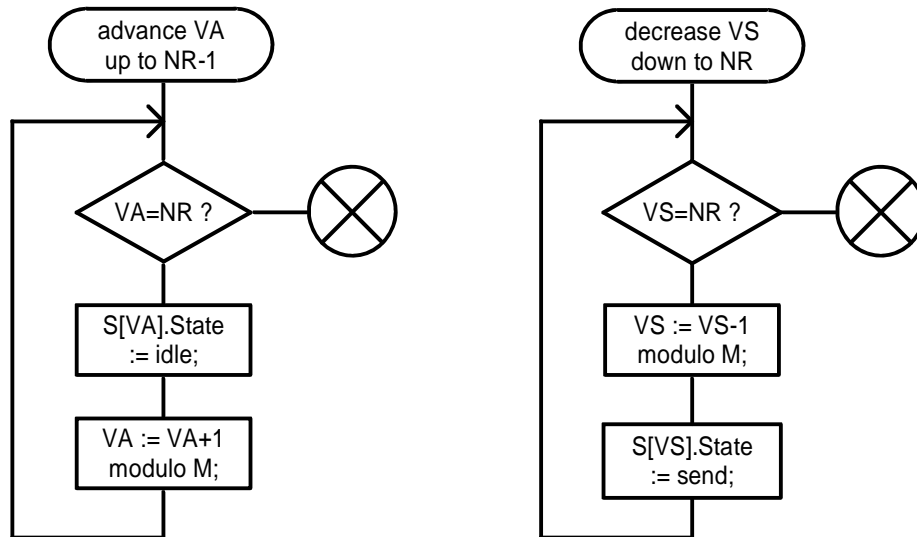 advance VA
up to NR-1
VA=NR ?
S[VA].State
:= idle;
VA := VA+1
modulo M;
decrease VS
down to NR
VS=NR ?
VS := VS-1
modulo M;
S[VS].State
:= send;